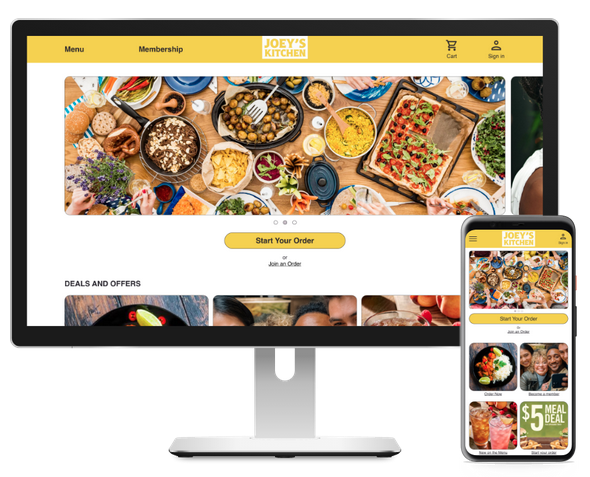 Menu
Membership
JOEY'S
KITCHEN
Cart
Sign in
Start Your Order
or
Join an Order
DEALS AND OFFERS
JOEY'S
KITCHEN
Sign in
Start Your Order
or
Join an Order
Order Now
Become a member
$5 MEAL
DEAL
New on the Menu
Start your order